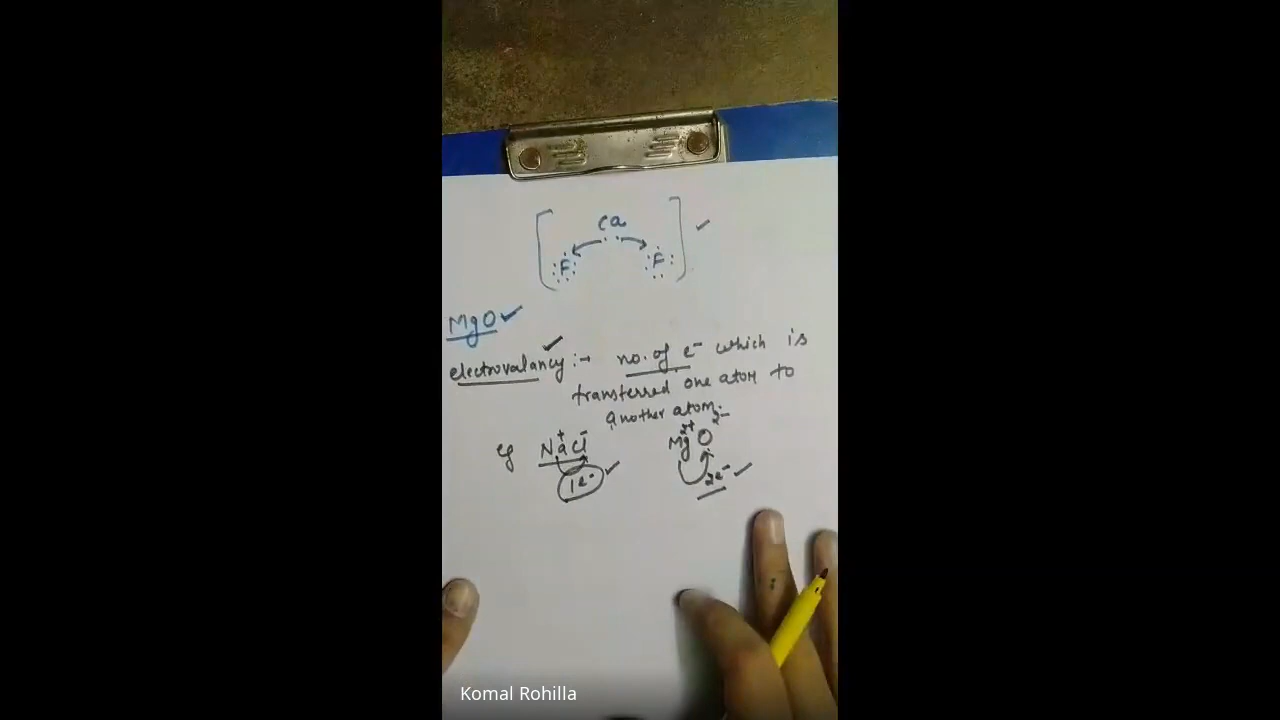 Ca
F F
MgO
electrovalancy :→ no. of e⁻ which is
transferred one atom to
another atom.
eg Na⁺Cl⁻ Mg²⁺O²⁻
1e⁻ 2e⁻
Komal Rohilla